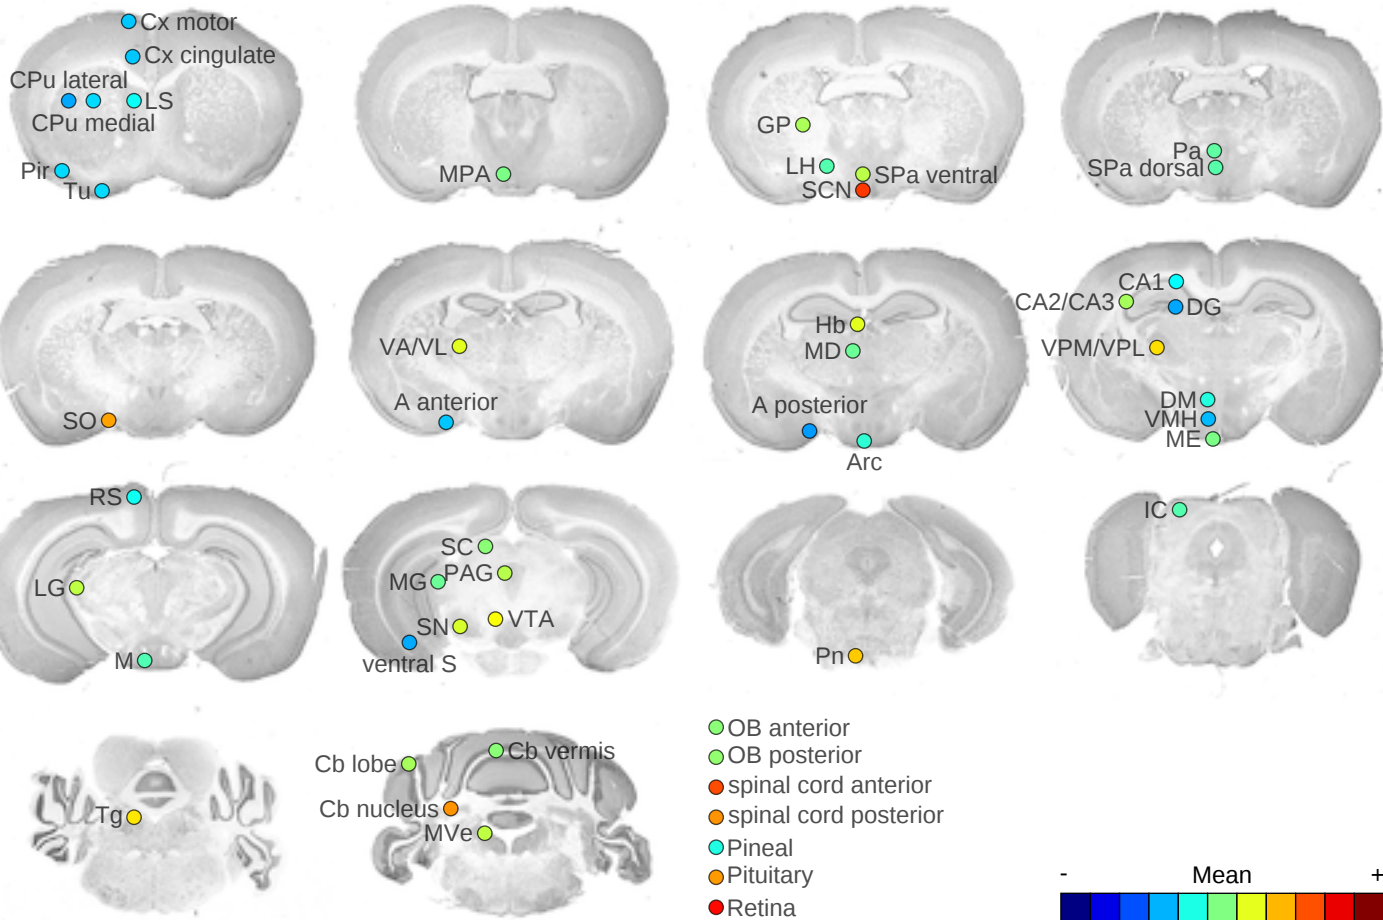 Cx motor
Cx cingulate
CPu lateral
LS
CPu medial
Pir
Tu
MPA
GP
LH
SPa ventral
SCN
Pa
SPa dorsal
SO
VA/VL
A anterior
Hb
MD
A posterior
Arc
CA1
CA2/CA3
DG
VPM/VPL
DM
VMH
ME
RS
LG
M
SC
MG
PAG
SN
VTA
ventral S
Pn
IC
Tg
Cb lobe
Cb vermis
Cb nucleus
MVe
OB anterior
OB posterior
spinal cord anterior
spinal cord posterior
Pineal
Pituitary
Retina
- Mean +